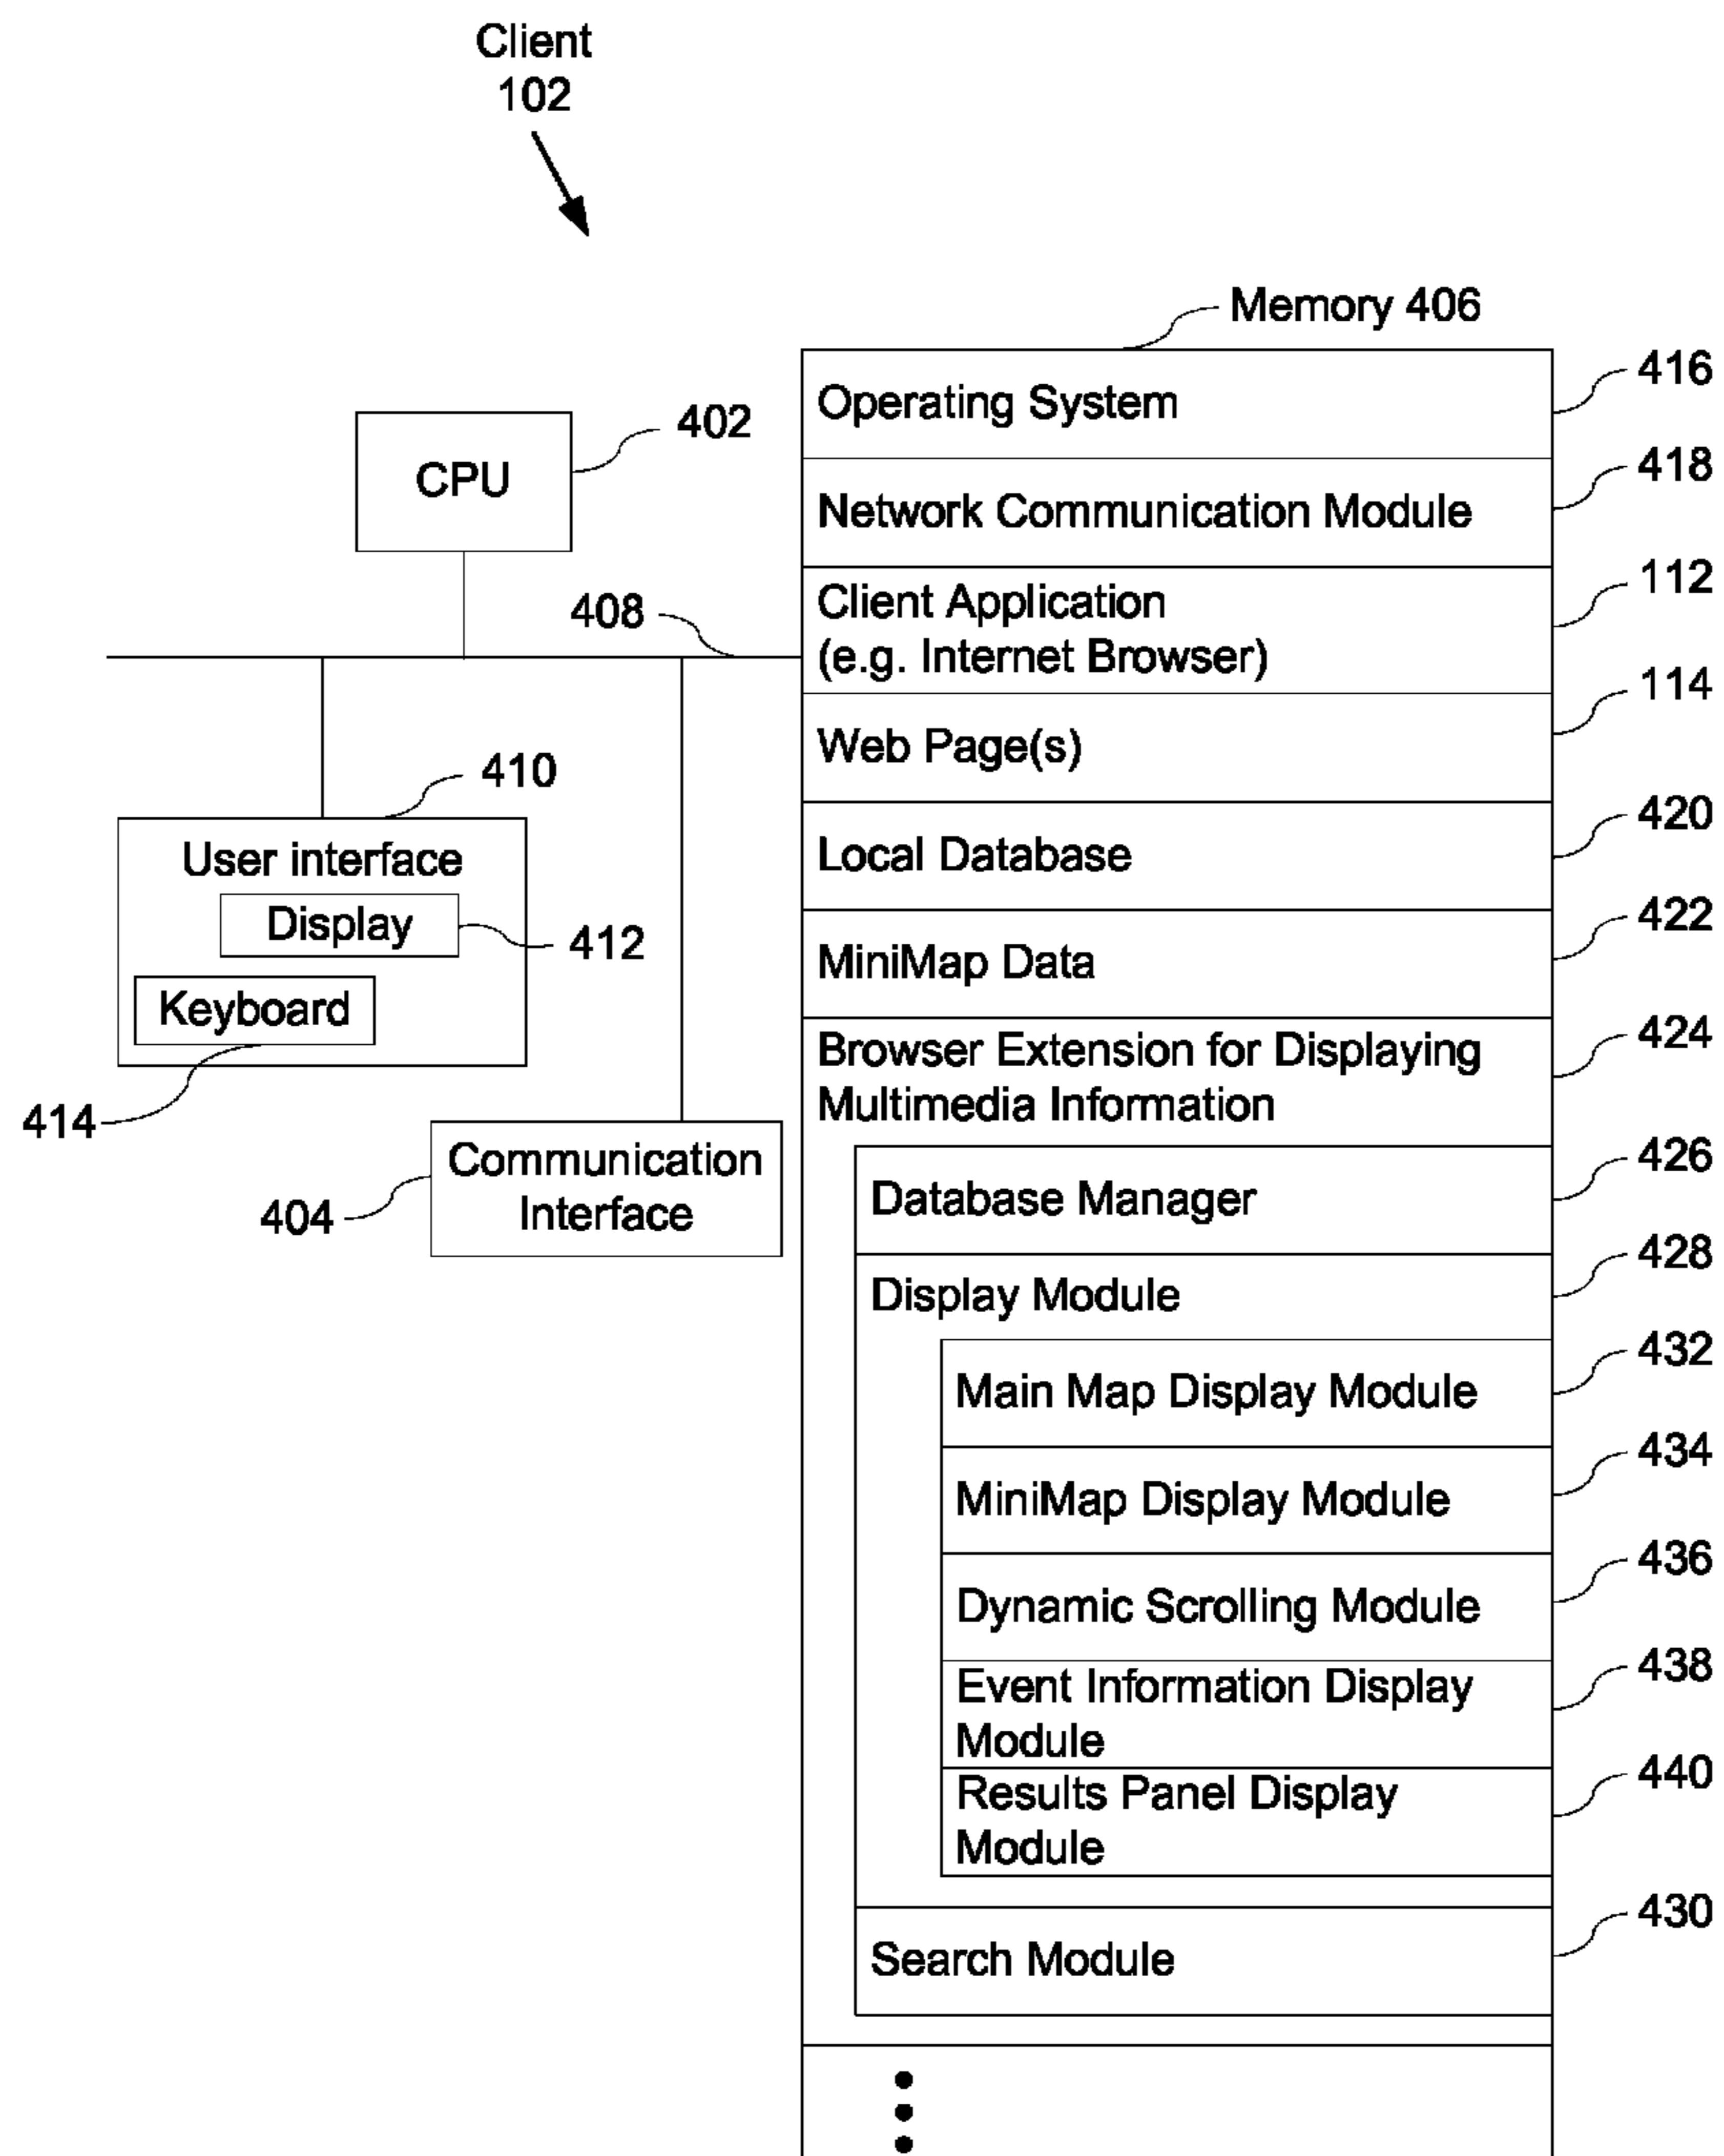 Client
102
Memory 406
Operating System
416
Network Communication Module
418
Client Application
(e.g. Internet Browser)
112
Web Page(s)
114
Local Database
420
MiniMap Data
422
Browser Extension for Displaying
Multimedia Information
424
Database Manager
426
Display Module
428
Main Map Display Module
432
MiniMap Display Module
434
Dynamic Scrolling Module
436
Event Information Display
Module
438
Results Panel Display
Module
440
Search Module
430
CPU
402
408
410
User interface
Display
412
Keyboard
414
Communication
Interface
404